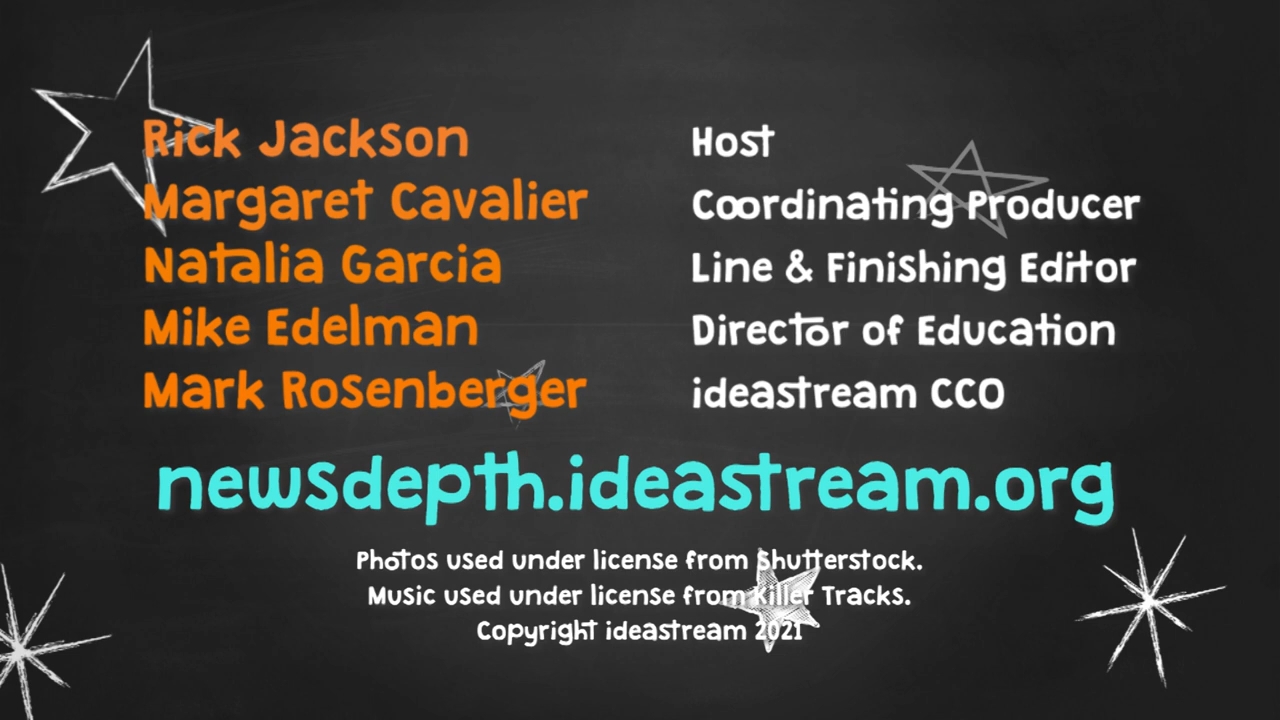 Rick Jackson Host
Margaret Cavalier Coordinating Producer
Natalia Garcia Line & Finishing Editor
Mike Edelman Director of Education
Mark Rosenberger ideastream CCO
newsdepth.ideastream.org
Photos used under license from Shutterstock.
Music used under license from Killer Tracks.
Copyright ideastream 2021